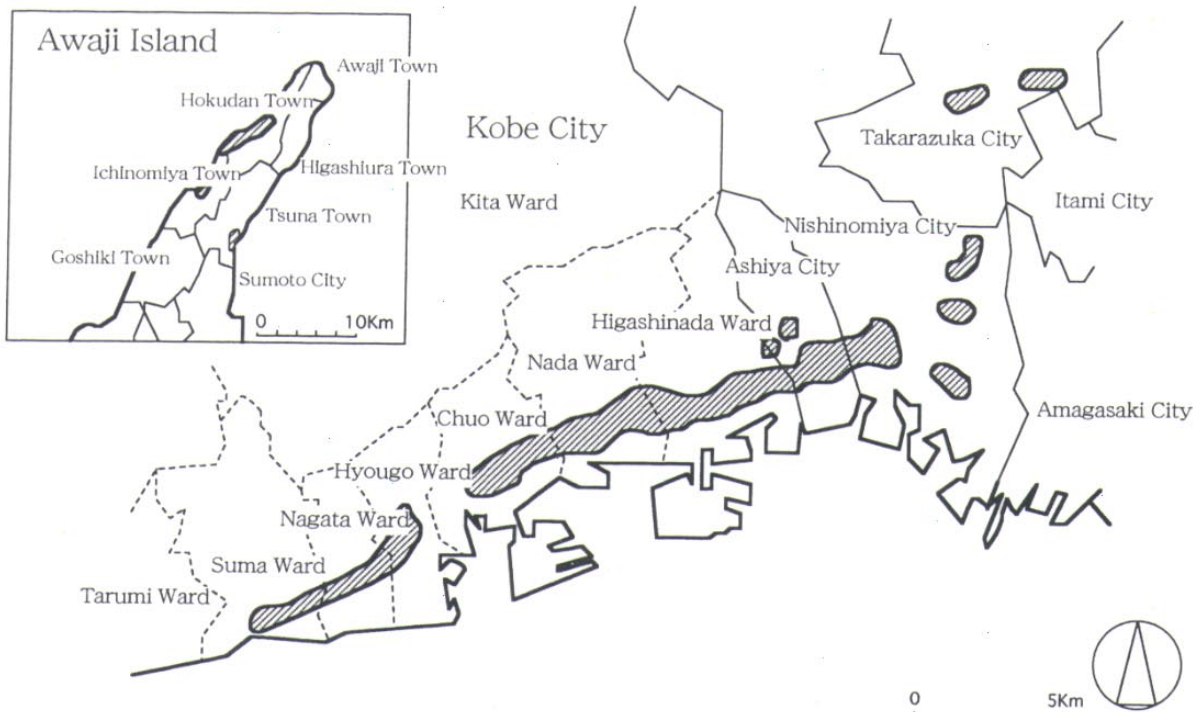 Awaji Island
Awaji Town
Hokudan Town
Ichinomiya Town
Higashiura Town
Tsuna Town
Goshiki Town
Sumoto City
0 10Km
Kobe City
Kita Ward
Takarazuka City
Itami City
Nishinomiya City
Ashiya City
Higashinada Ward
Nada Ward
Chuo Ward
Amagasaki City
Hyougo Ward
Nagata Ward
Suma Ward
Tarumi Ward
0 5Km